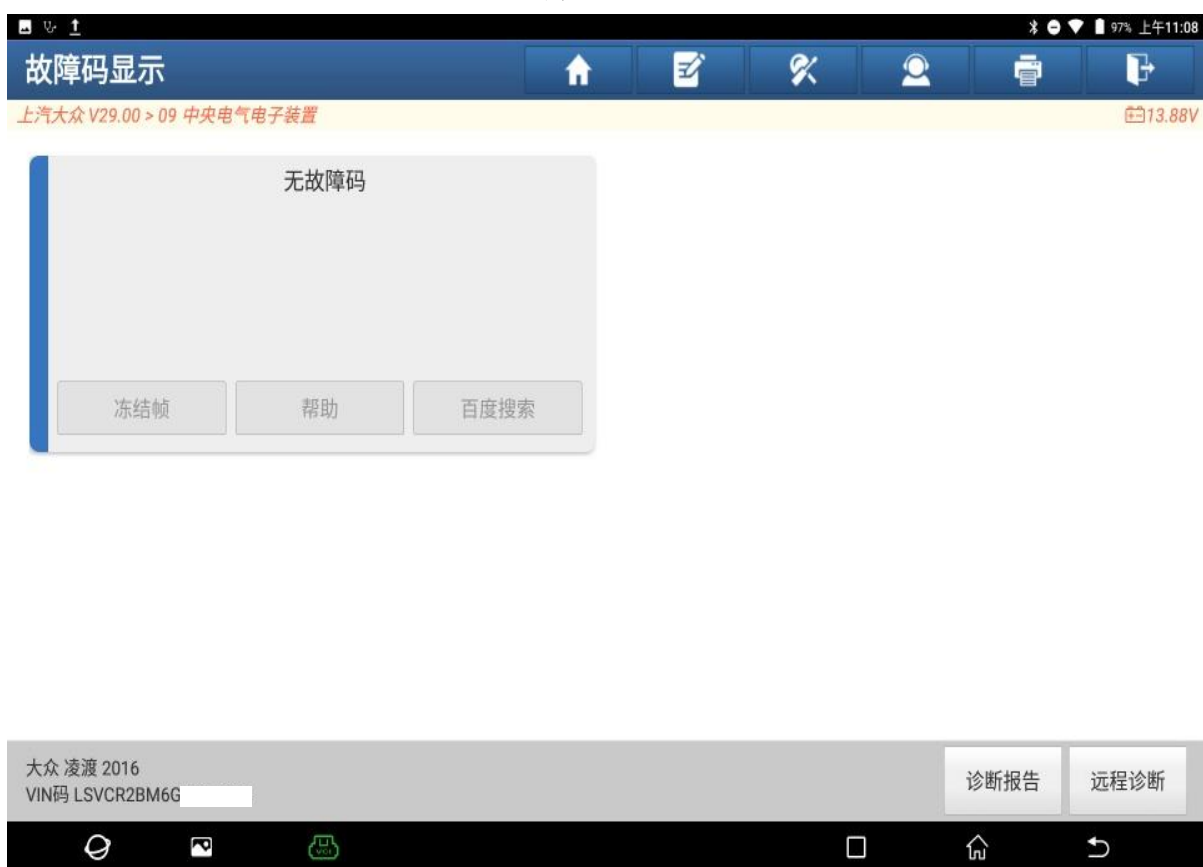 97% 上午11:08
故障码显示
上汽大众 V29.00 > 09 中央电气电子装置
13.88V
无故障码
冻结帧
帮助
百度搜索
大众 凌渡 2016
VIN码 LSVCR2BM6G
诊断报告
远程诊断
VCI